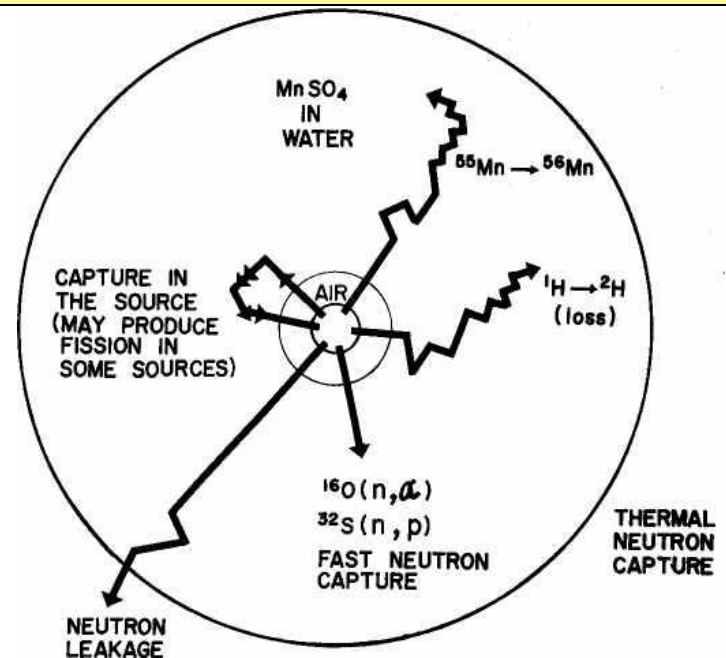 MnSO₄
IN
WATER
⁵⁵Mn → ⁵⁶Mn
CAPTURE IN
THE SOURCE
(MAY PRODUCE
FISSION IN
SOME SOURCES)
AIR
¹H → ²H
(loss)
¹⁶O(n,α)
³²S(n,p)
FAST NEUTRON
CAPTURE
THERMAL
NEUTRON
CAPTURE
NEUTRON
LEAKAGE